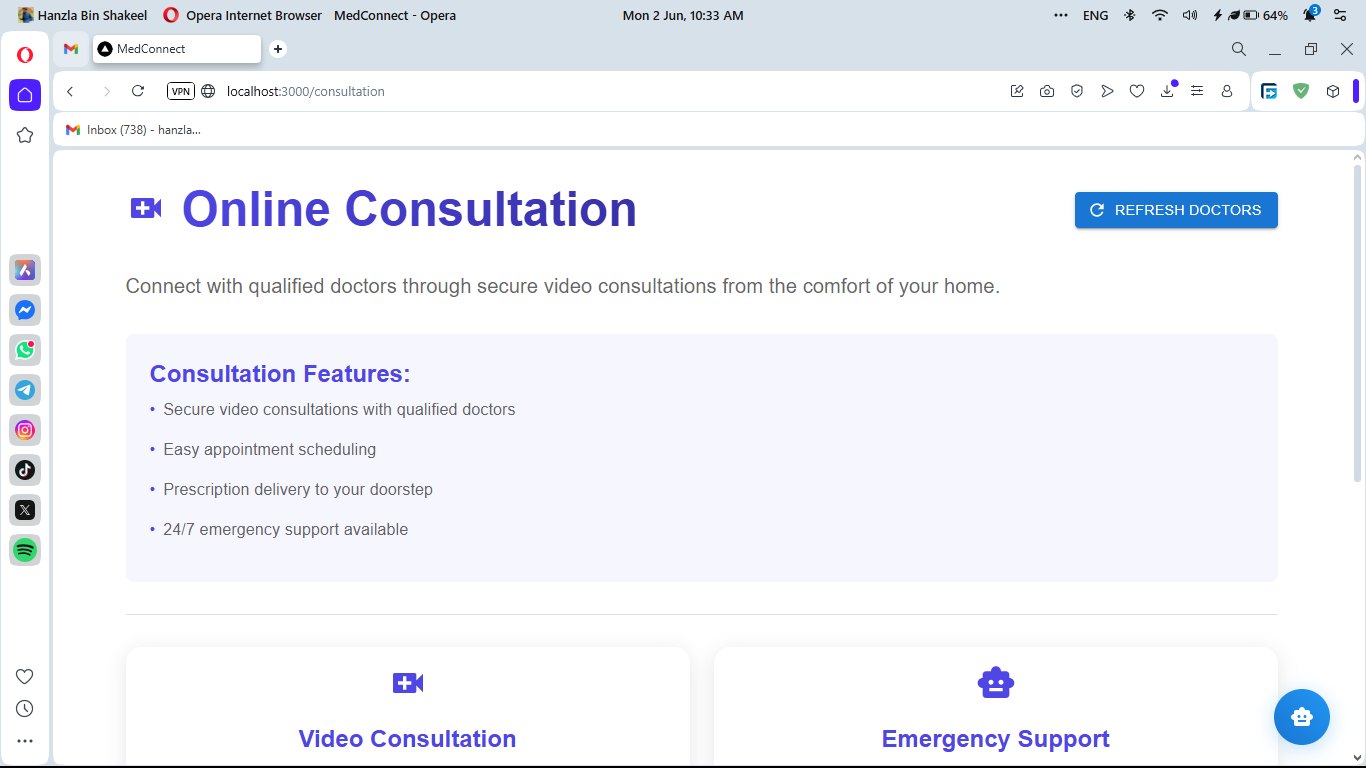 Hanzla Bin Shakeel Opera Internet Browser MedConnect - Opera Mon 2 Jun, 10:33 AM ENG 64% 3
MedConnect
VPN localhost:3000/consultation
Inbox (738) - hanzla...
Online Consultation
REFRESH DOCTORS
Connect with qualified doctors through secure video consultations from the comfort of your home.
Consultation Features:
• Secure video consultations with qualified doctors
• Easy appointment scheduling
• Prescription delivery to your doorstep
• 24/7 emergency support available
Video Consultation
Emergency Support